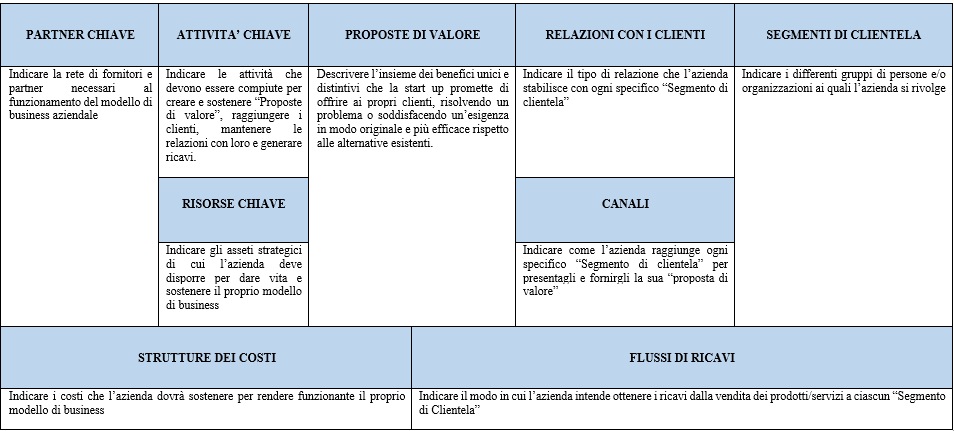 PARTNER CHIAVE
Indicare la rete di fornitori e
partner necessari al
funzionamento del modello di
business aziendale
ATTIVITA’ CHIAVE
Indicare le attività che
devono essere compiute per
creare e sostenere “Proposte
di valore”, raggiungere i
clienti, mantenere le
relazioni con loro e generare
ricavi.
RISORSE CHIAVE
Indicare gli asseti strategici
di cui l’azienda deve
disporre per dare vita e
sostenere il proprio modello
di business
PROPOSTE DI VALORE
Descrivere l’insieme dei benefici unici e
distintivi che la start up promette di
offrire ai propri clienti, risolvendo un
problema o soddisfacendo un’esigenza
in modo originale e più efficace rispetto
alle alternative esistenti.
RELAZIONI CON I CLIENTI
Indicare il tipo di relazione che l’azienda
stabilisce con ogni specifico “Segmento di
clientela”
CANALI
Indicare come l’azienda raggiunge ogni
specifico “Segmento di clientela” per
presentagli e fornirgli la sua “proposta di
valore”
SEGMENTI DI CLIENTELA
Indicare i differenti gruppi di persone e/o
organizzazioni ai quali l’azienda si rivolge
STRUTTURE DEI COSTI
Indicare i costi che l’azienda dovrà sostenere per rendere funzionante il proprio
modello di business
FLUSSI DI RICAVI
Indicare il modo in cui l’azienda intende ottenere i ricavi dalla vendita dei prodotti/servizi a ciascun “Segmento
di Clientela”